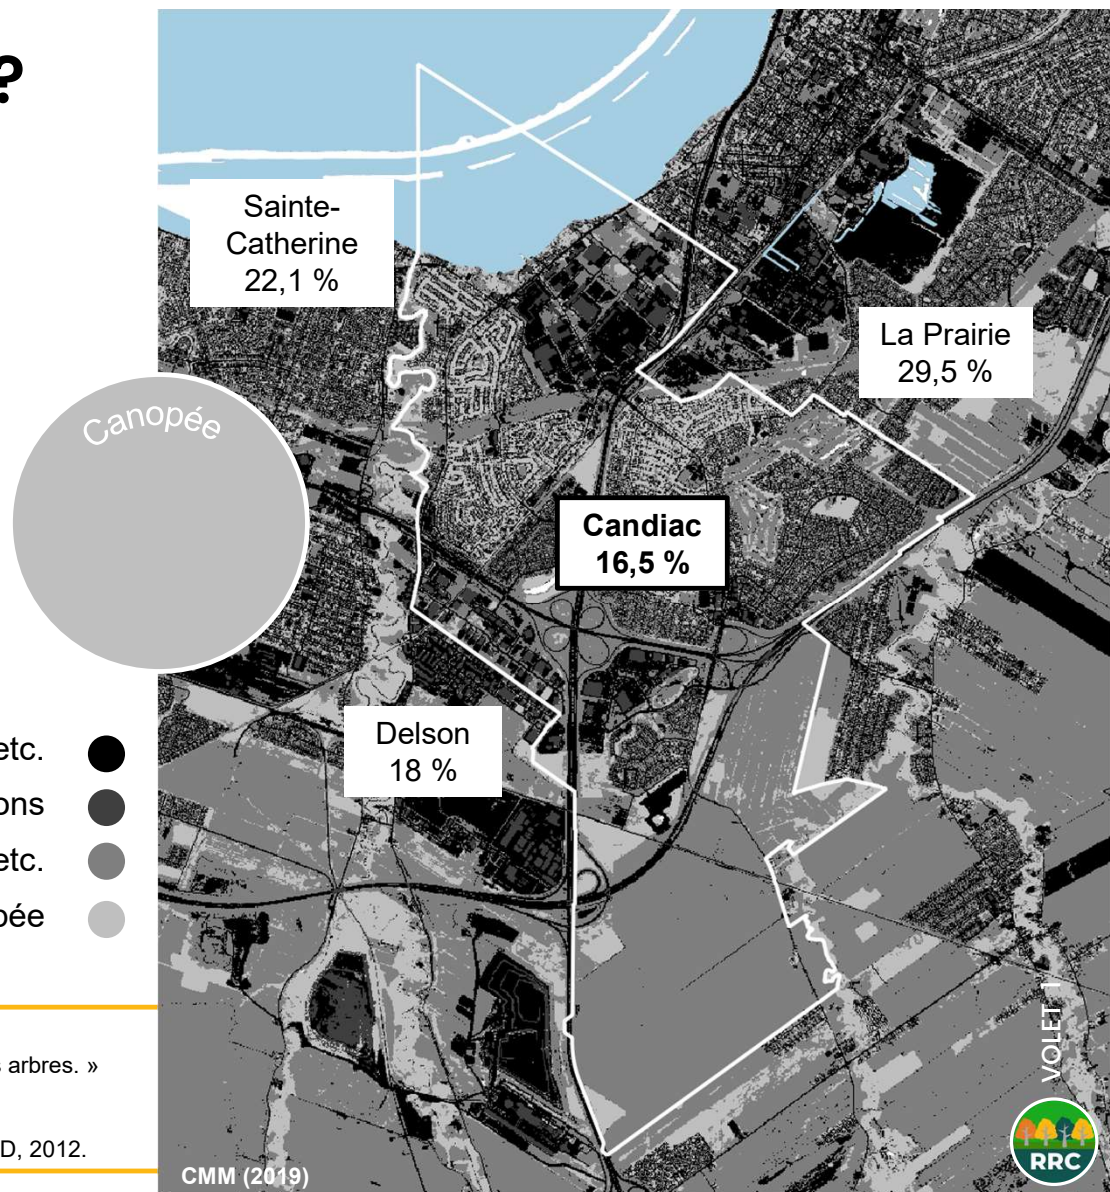 ?
Sainte-
Catherine
22,1 %
La Prairie
29,5 %
Canopée
Candiac
16,5 %
Delson
18 %
etc.
ons
etc.
pée
s arbres. »
D, 2012.
CMM (2019)
VOLET I
RRC